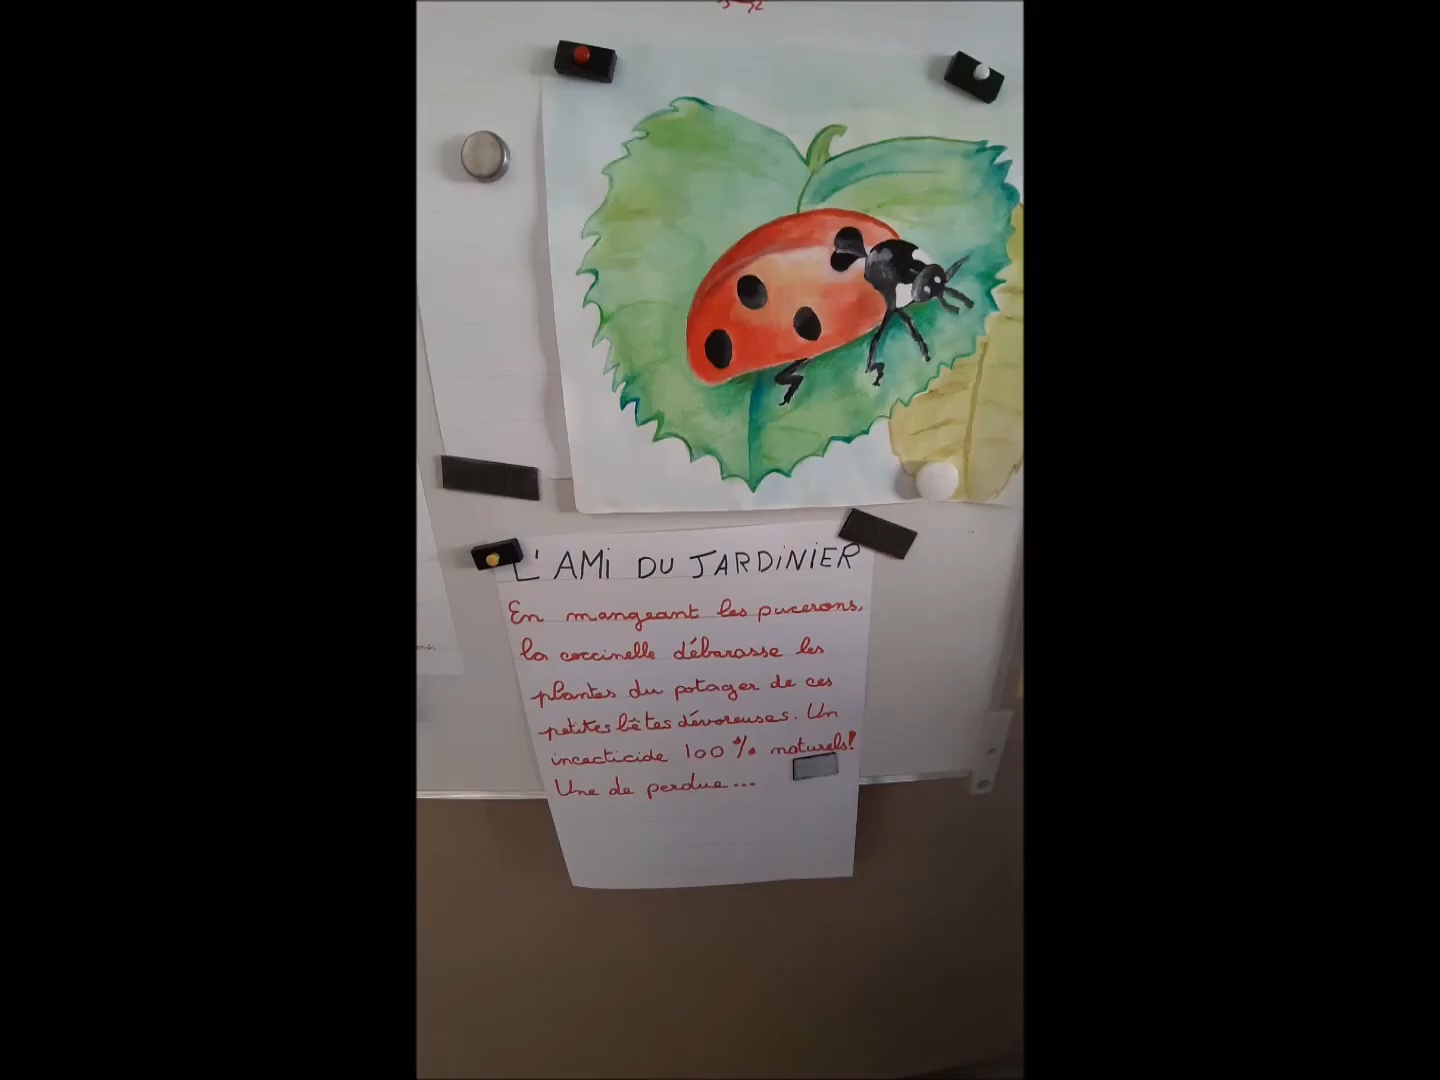 L'AMi DU JARDiNiER
En mangeant les pucerons,
la coccinelle débarasse les
plantes du potager de ces
petites bêtes dévoreuses. Un
incecticide 100% naturels!
Une de perdue...